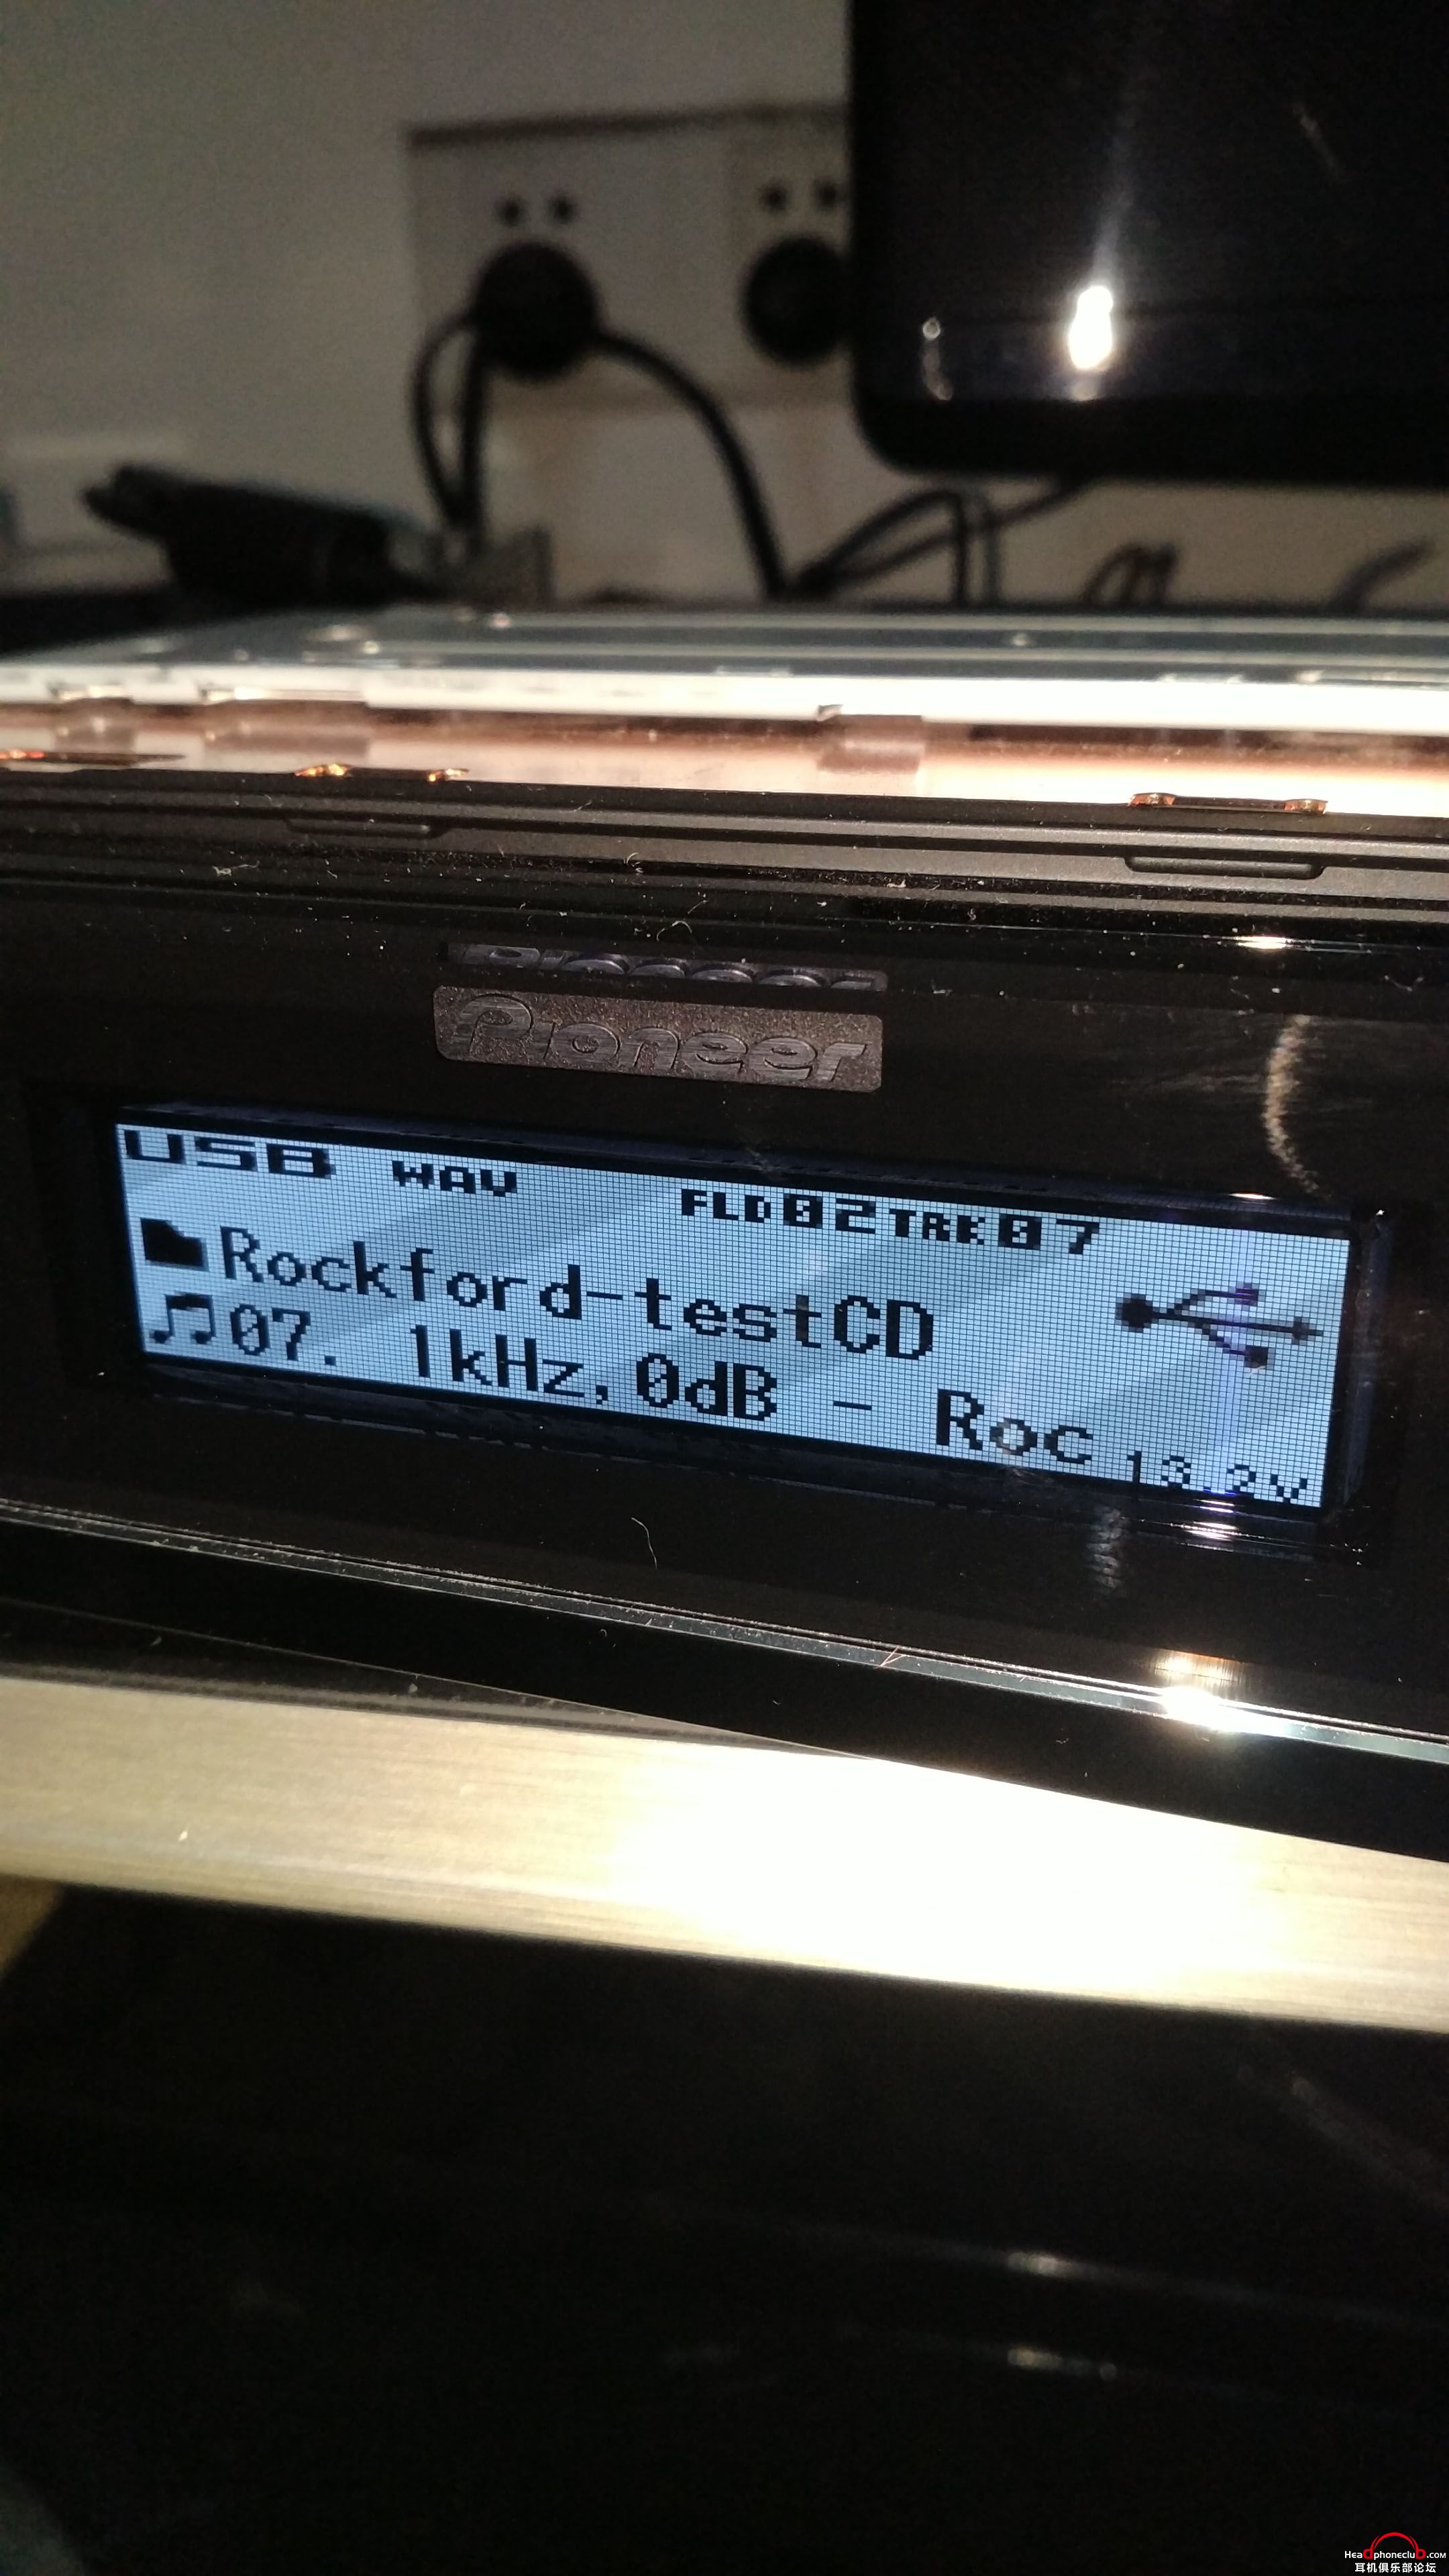 Pioneer
USB WAV FLD02TRK07
Rockford-testCD
07. 1kHz,0dB - Roc
13.2V
Headphoneclub.com
耳机俱乐部论坛